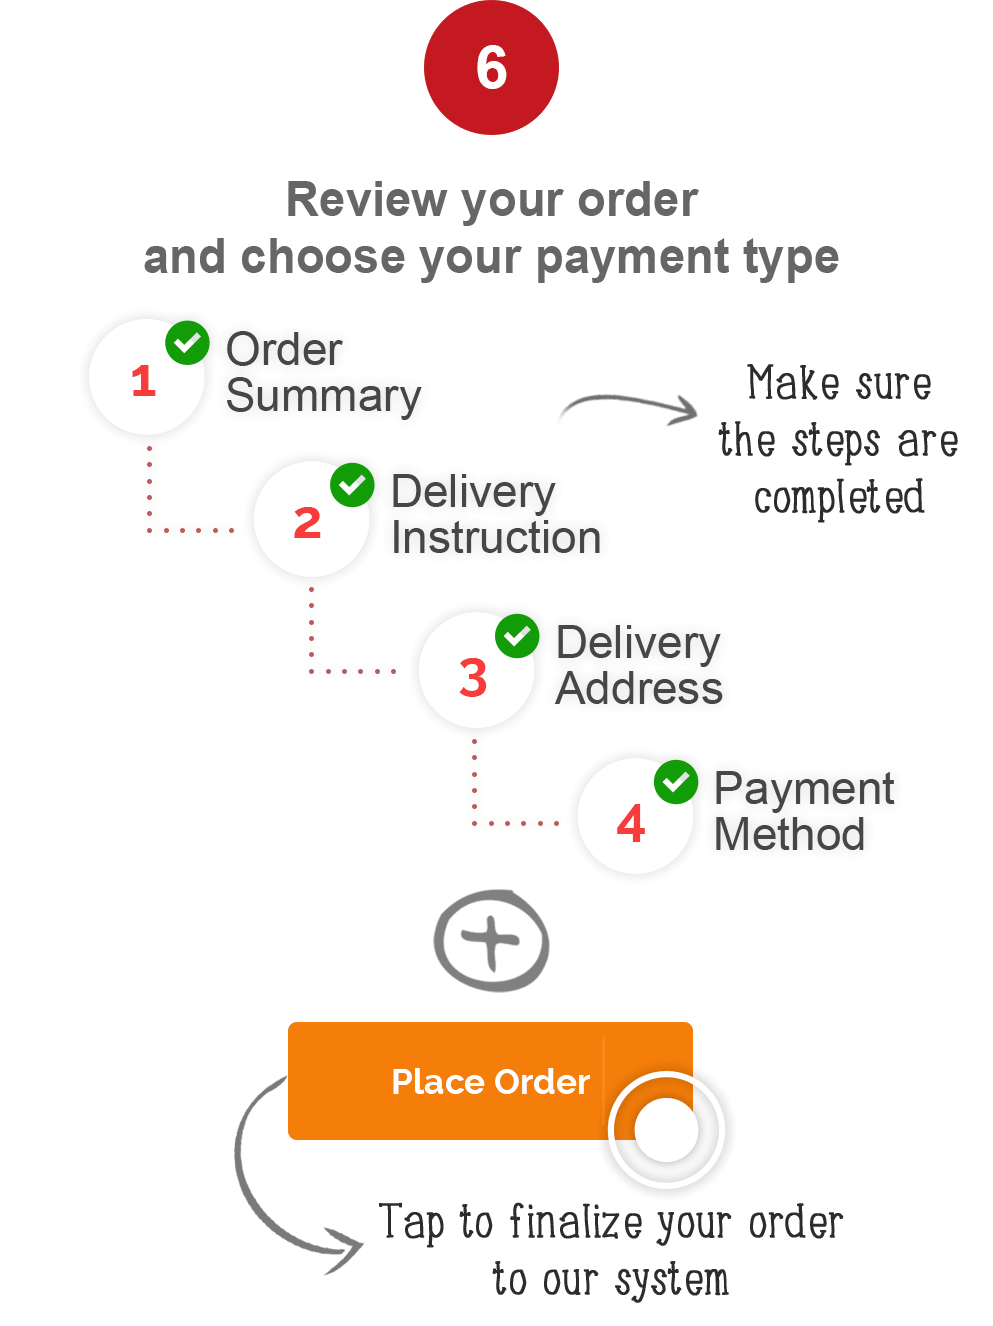 6
Review your order
and choose your payment type
1
Order
Summary
Make sure
the steps are
completed
2
Delivery
Instruction
3
Delivery
Address
4
Payment
Method
Place Order
Tap to finalize your order
to our system